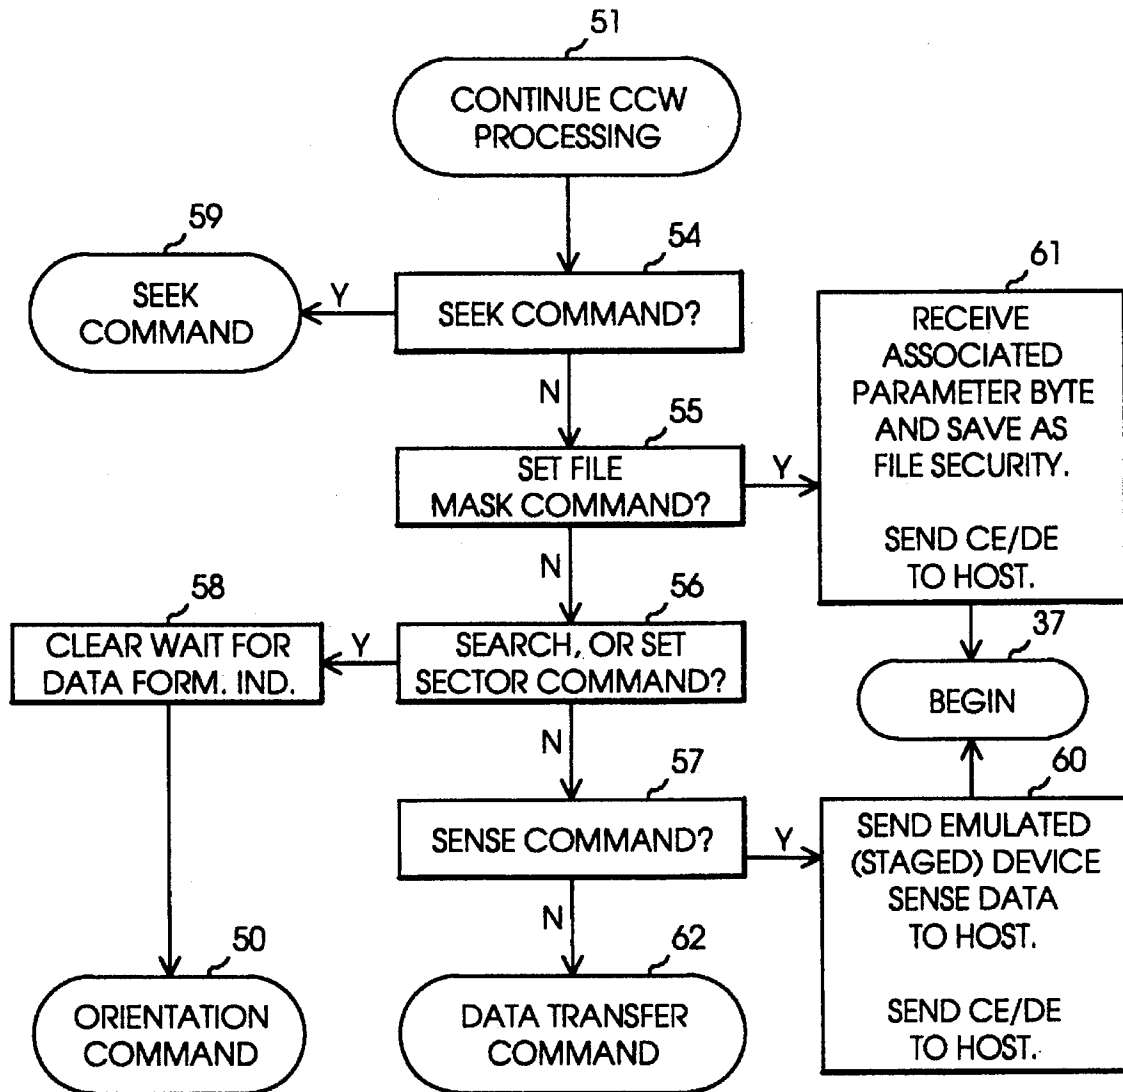 51
CONTINUE CCW
PROCESSING
59
SEEK
COMMAND
Y
54
SEEK COMMAND?
N
61
RECEIVE
ASSOCIATED
PARAMETER BYTE
AND SAVE AS
FILE SECURITY.
SEND CE/DE
TO HOST.
55
SET FILE
MASK COMMAND?
Y
N
58
CLEAR WAIT FOR
DATA FORM. IND.
Y
56
SEARCH, OR SET
SECTOR COMMAND?
N
37
BEGIN
57
SENSE COMMAND?
Y
N
60
SEND EMULATED
(STAGED) DEVICE
SENSE DATA
TO HOST.
SEND CE/DE
TO HOST.
50
ORIENTATION
COMMAND
62
DATA TRANSFER
COMMAND